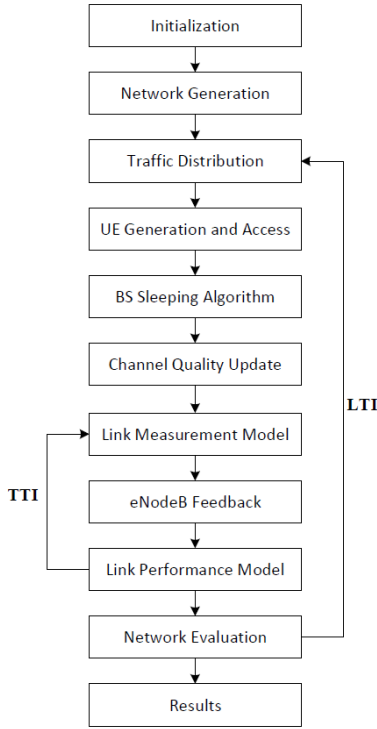 Initialization
Network Generation
Traffic Distribution
UE Generation and Access
BS Sleeping Algorithm
Channel Quality Update
LTI
Link Measurement Model
TTI
eNodeB Feedback
Link Performance Model
Network Evaluation
Results